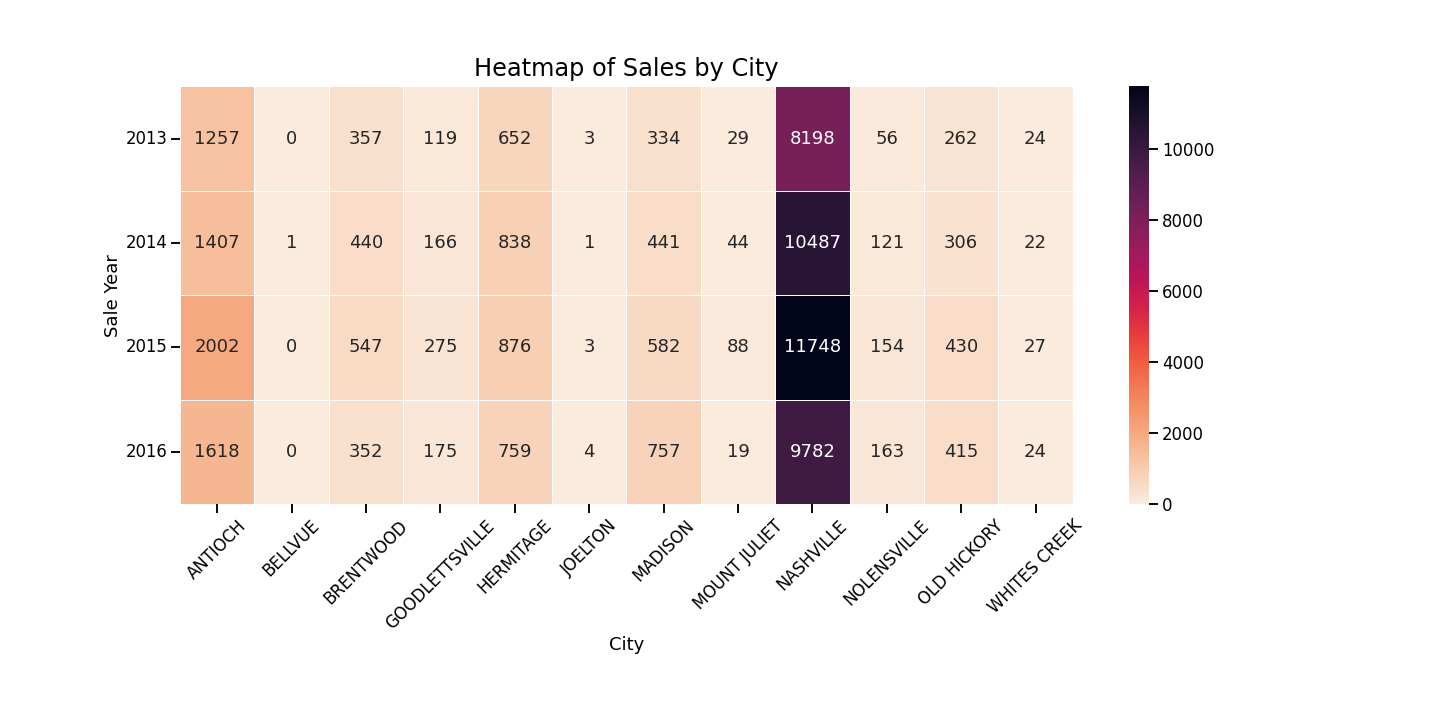 Heatmap of Sales by City
Sale Year
2013 1257 0 357 119 652 3 334 29 8198 56 262 24
2014 1407 1 440 166 838 1 441 44 10487 121 306 22
2015 2002 0 547 275 876 3 582 88 11748 154 430 27
2016 1618 0 352 175 759 4 757 19 9782 163 415 24
ANTIOCH BELLVUE BRENTWOOD GOODLETTSVILLE HERMITAGE JOELTON MADISON MOUNT JULIET NASHVILLE NOLENSVILLE OLD HICKORY WHITES CREEK
City
10000
8000
6000
4000
2000
0